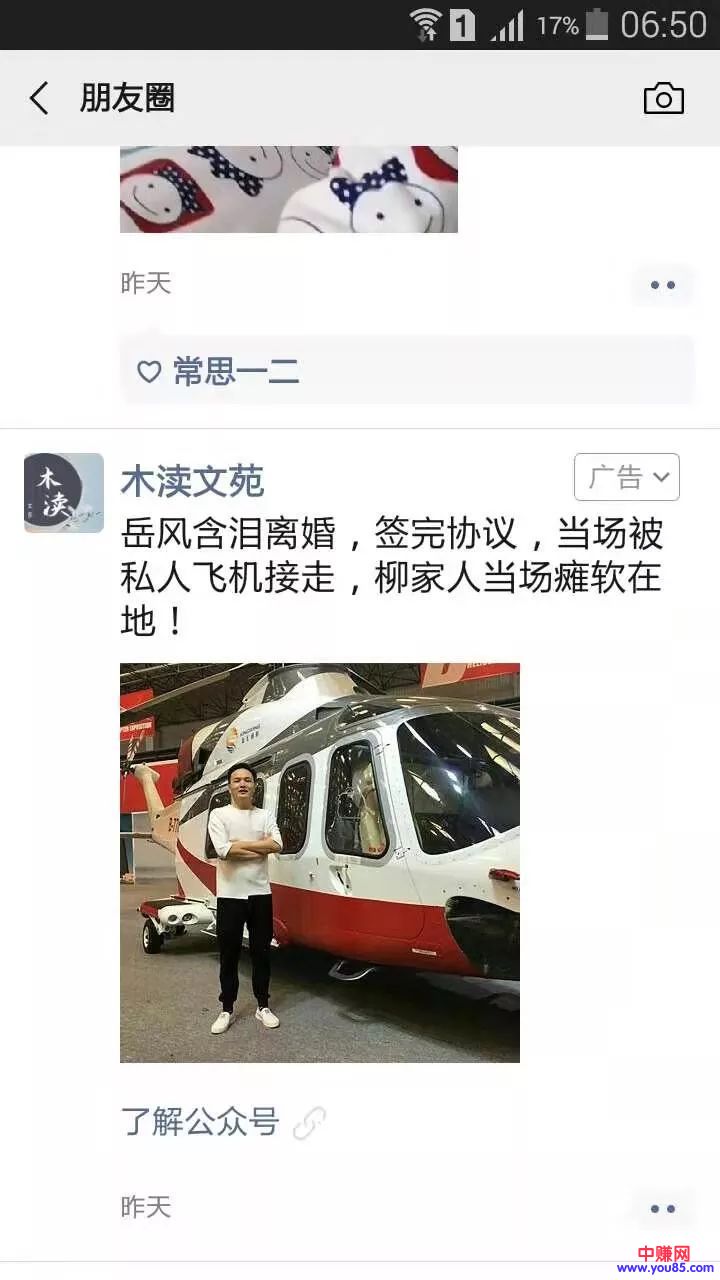 17% 06:50
朋友圈
昨天
常思一二
木渎文苑
广告
岳风含泪离婚，签完协议，当场被
私人飞机接走，柳家人当场瘫软在
地！
了解公众号
昨天
中赚网
www.you85.com